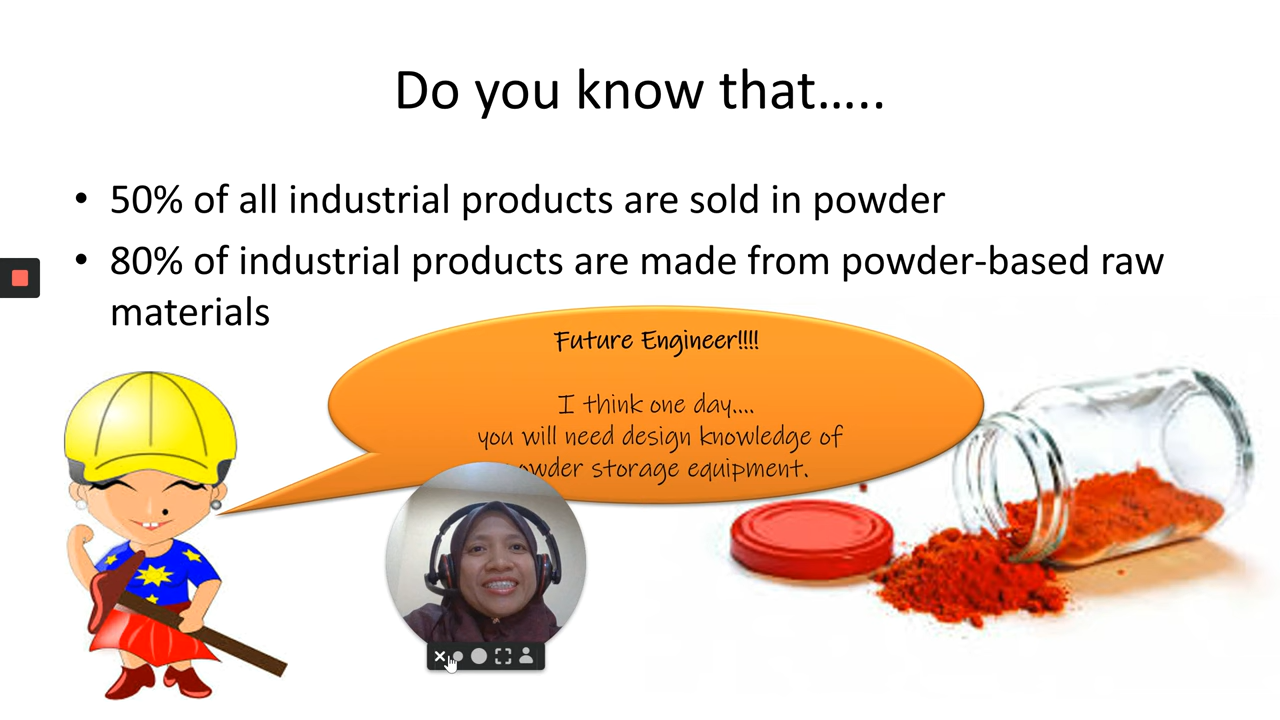 Do you know that.....
• 50% of all industrial products are sold in powder
• 80% of industrial products are made from powder-based raw
materials
Future Engineer!!!!
I think one day....
you will need design knowledge of
storage equipment.